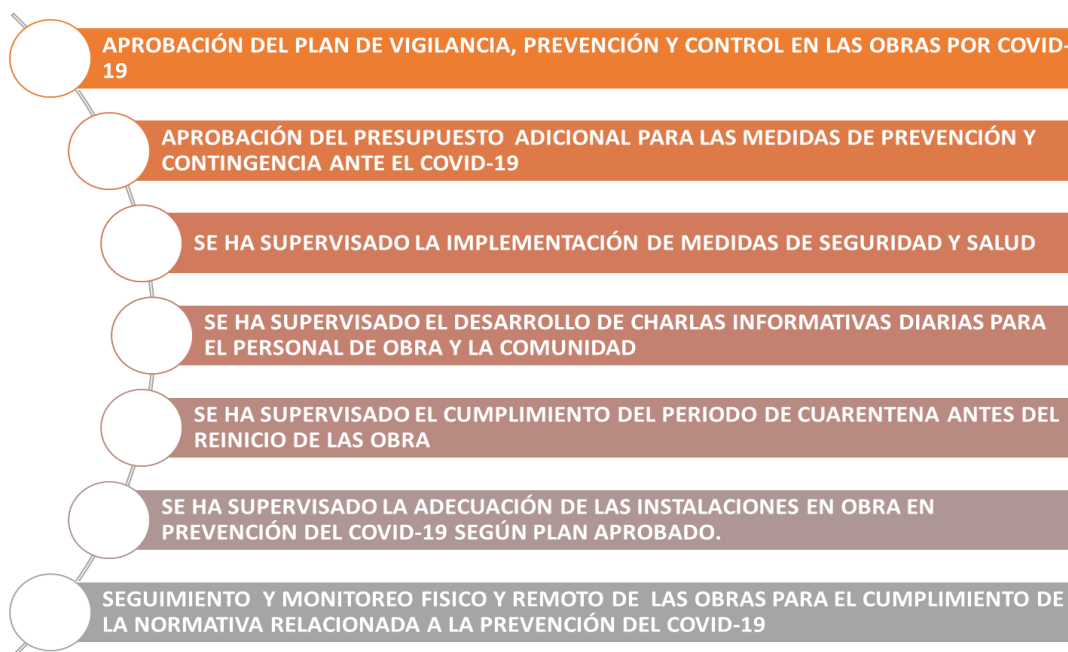 APROBACIÓN DEL PLAN DE VIGILANCIA, PREVENCIÓN Y CONTROL EN LAS OBRAS POR COVID-
19
APROBACIÓN DEL PRESUPUESTO ADICIONAL PARA LAS MEDIDAS DE PREVENCIÓN Y
CONTINGENCIA ANTE EL COVID-19
SE HA SUPERVISADO LA IMPLEMENTACIÓN DE MEDIDAS DE SEGURIDAD Y SALUD
SE HA SUPERVISADO EL DESARROLLO DE CHARLAS INFORMATIVAS DIARIAS PARA
EL PERSONAL DE OBRA Y LA COMUNIDAD
SE HA SUPERVISADO EL CUMPLIMIENTO DEL PERIODO DE CUARENTENA ANTES DEL
REINICIO DE LAS OBRA
SE HA SUPERVISADO LA ADECUACIÓN DE LAS INSTALACIONES EN OBRA EN
PREVENCIÓN DEL COVID-19 SEGÚN PLAN APROBADO.
SEGUIMIENTO Y MONITOREO FISICO Y REMOTO DE LAS OBRAS PARA EL CUMPLIMIENTO DE
LA NORMATIVA RELACIONADA A LA PREVENCIÓN DEL COVID-19